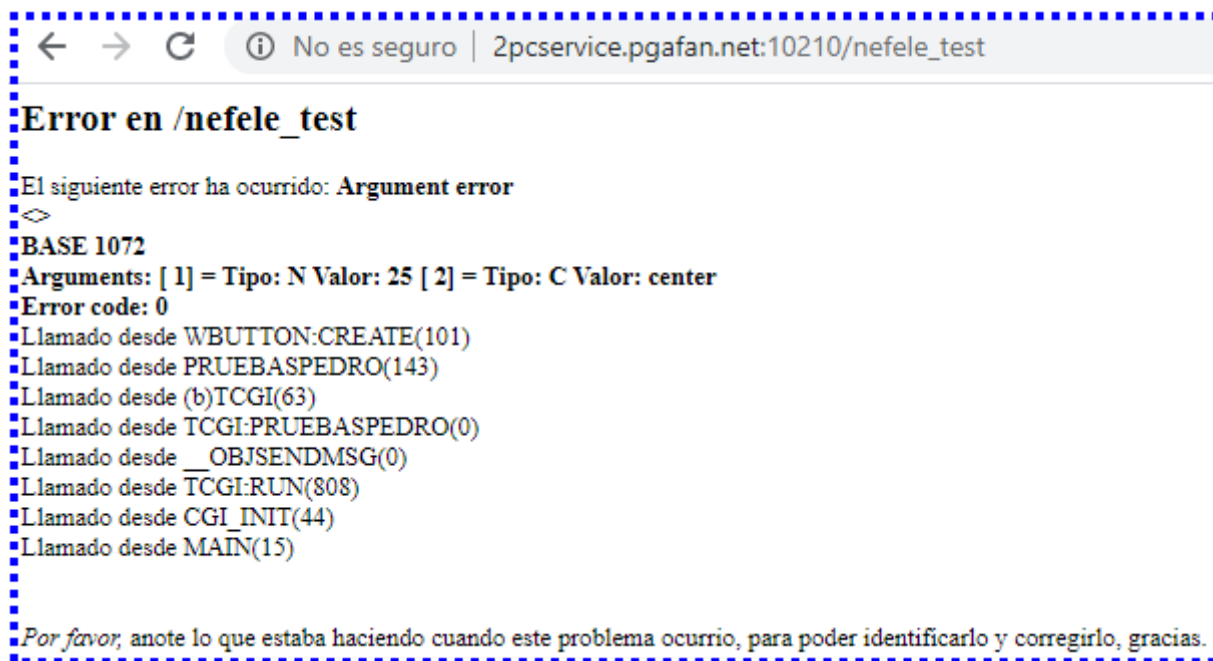 No es seguro | 2pcservice.pgafan.net:10210/nefele_test
Error en /nefele_test
El siguiente error ha ocurrido: Argument error
<>
BASE 1072
Arguments: [ 1] = Tipo: N Valor: 25 [ 2] = Tipo: C Valor: center
Error code: 0
Llamado desde WBUTTON:CREATE(101)
Llamado desde PRUEBASPEDRO(143)
Llamado desde (b)TCGI(63)
Llamado desde TCGI:PRUEBASPEDRO(0)
Llamado desde __OBJSENDMSG(0)
Llamado desde TCGI:RUN(808)
Llamado desde CGI_INIT(44)
Llamado desde MAIN(15)
Por favor, anote lo que estaba haciendo cuando este problema ocurrio, para poder identificarlo y corregirlo, gracias.